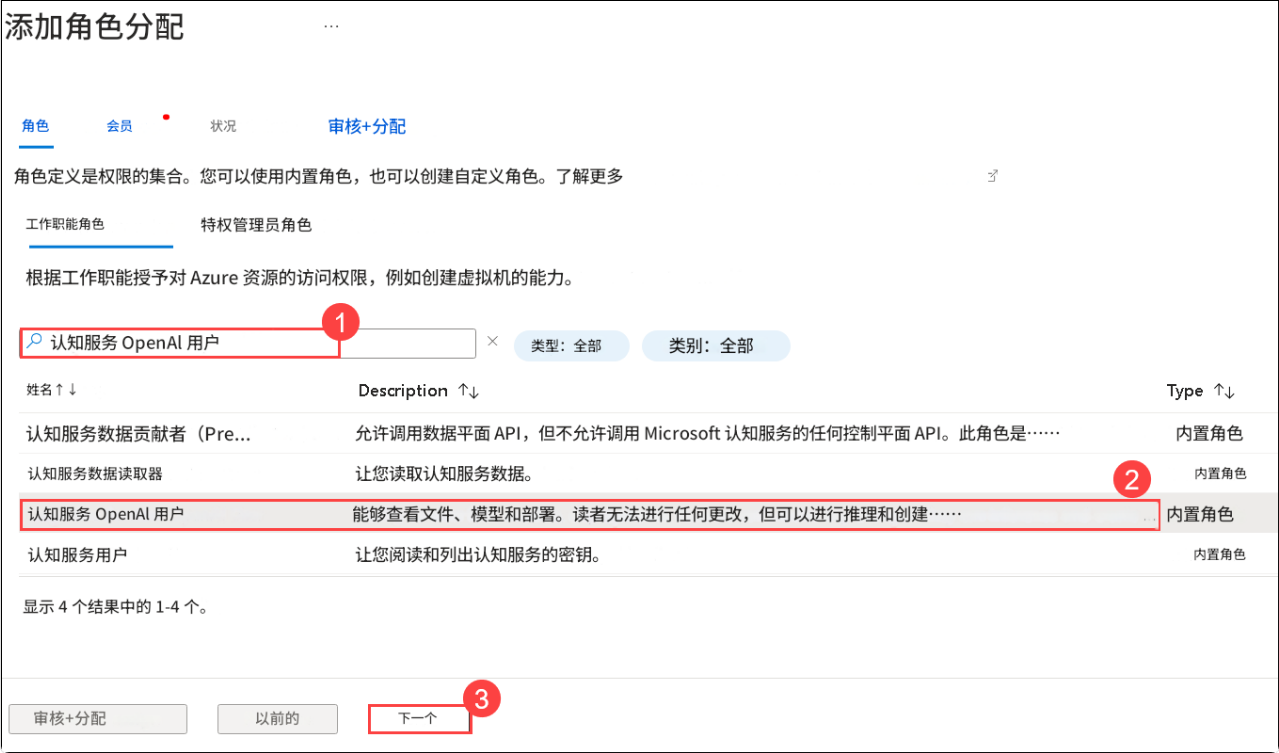 添加角色分配 ...
角色 会员 状况 审核+分配
角色定义是权限的集合。您可以使用内置角色，也可以创建自定义角色。了解更多
工作职能角色 特权管理员角色
根据工作职能授予对 Azure 资源的访问权限，例如创建虚拟机的能力。
1
认知服务 OpenAl 用户 × 类型：全部 类别：全部
姓名↑↓ Description ↑↓ Type ↑↓
认知服务数据贡献者（Pre... 允许调用数据平面 API，但不允许调用 Microsoft 认知服务的任何控制平面 API。此角色是…… 内置角色
认知服务数据读取器 让您读取认知服务数据。 内置角色
2
认知服务 OpenAl 用户 能够查看文件、模型和部署。读者无法进行任何更改，但可以进行推理和创建…… ... 内置角色
认知服务用户 让您阅读和列出认知服务的密钥。 内置角色
显示 4 个结果中的 1-4 个。
3
审核+分配 以前的 下一个